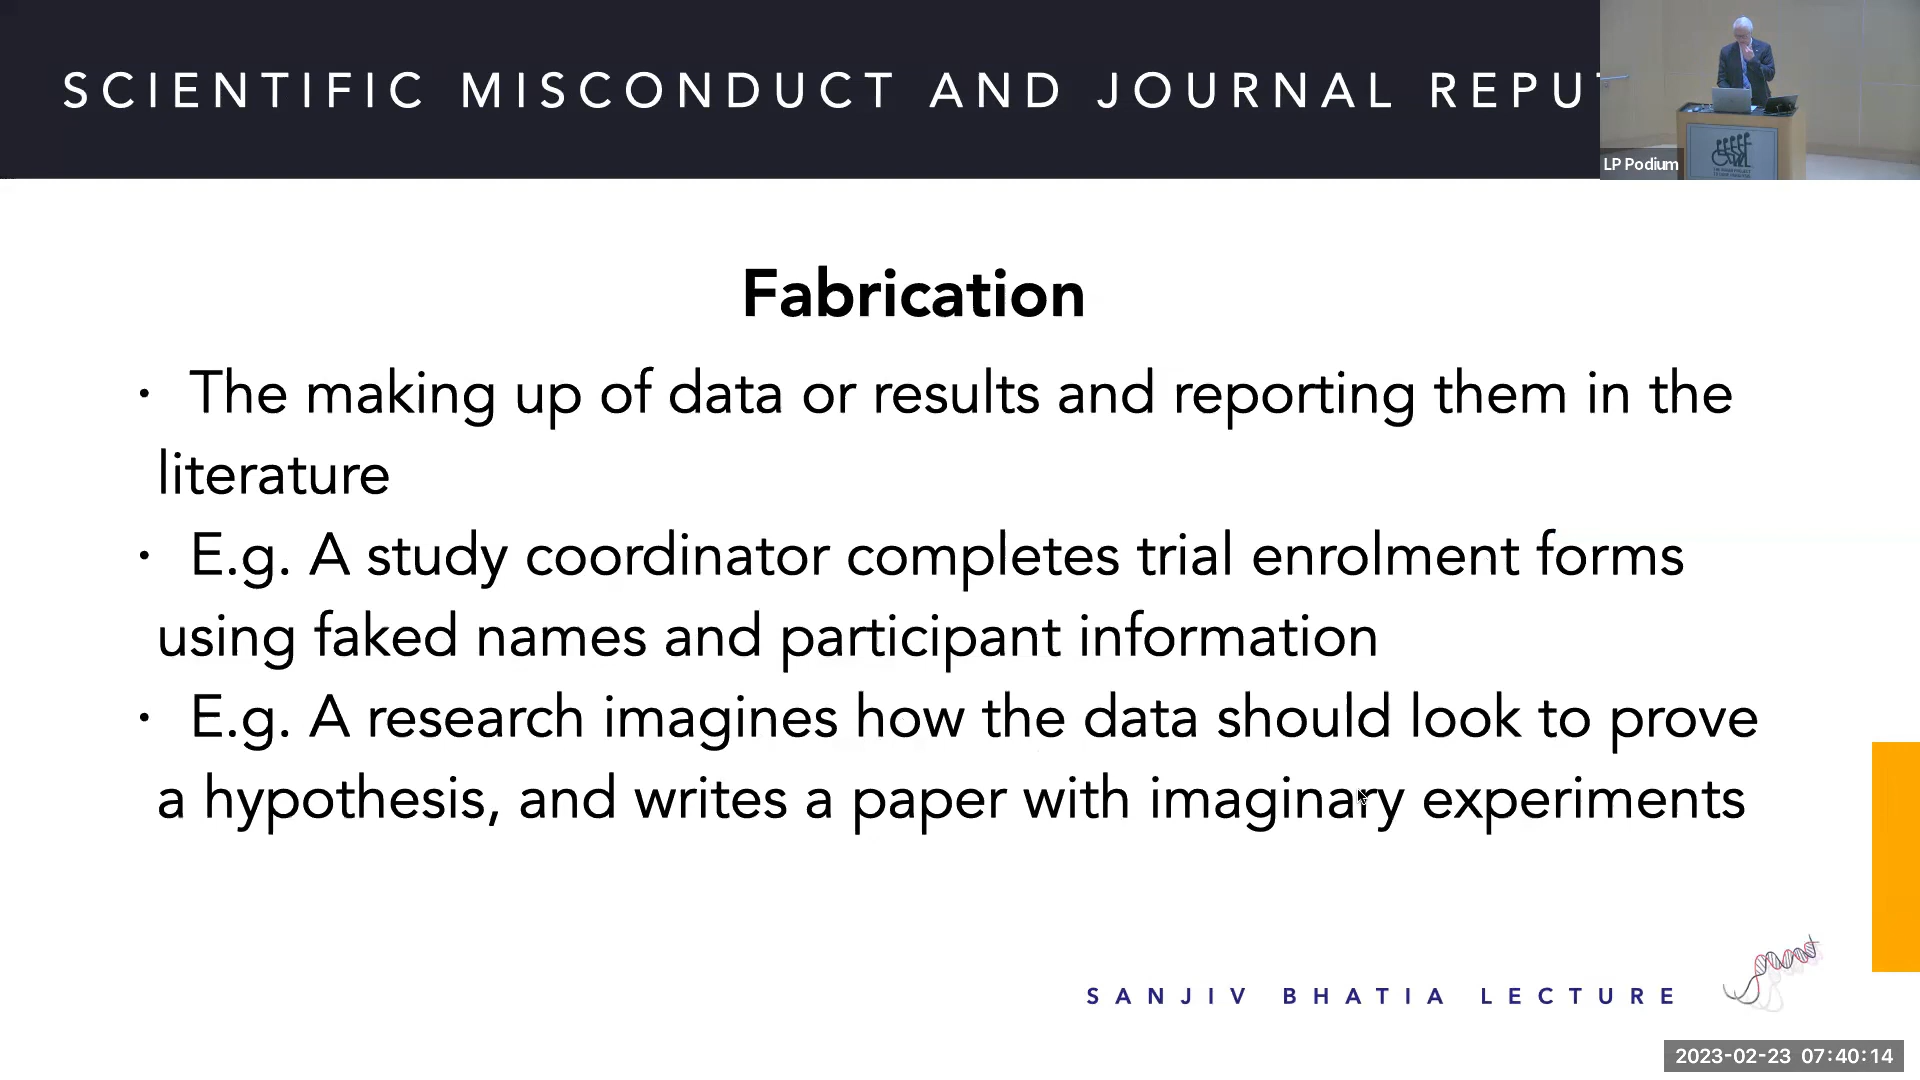 SCIENTIFIC MISCONDUCT AND JOURNAL REPU
LP Podium
Fabrication
· The making up of data or results and reporting them in the
literature
· E.g. A study coordinator completes trial enrolment forms
using faked names and participant information
· E.g. A research imagines how the data should look to prove
a hypothesis, and writes a paper with imaginary experiments
SANJIV BHATIA LECTURE
2023-02-23 07:40:14